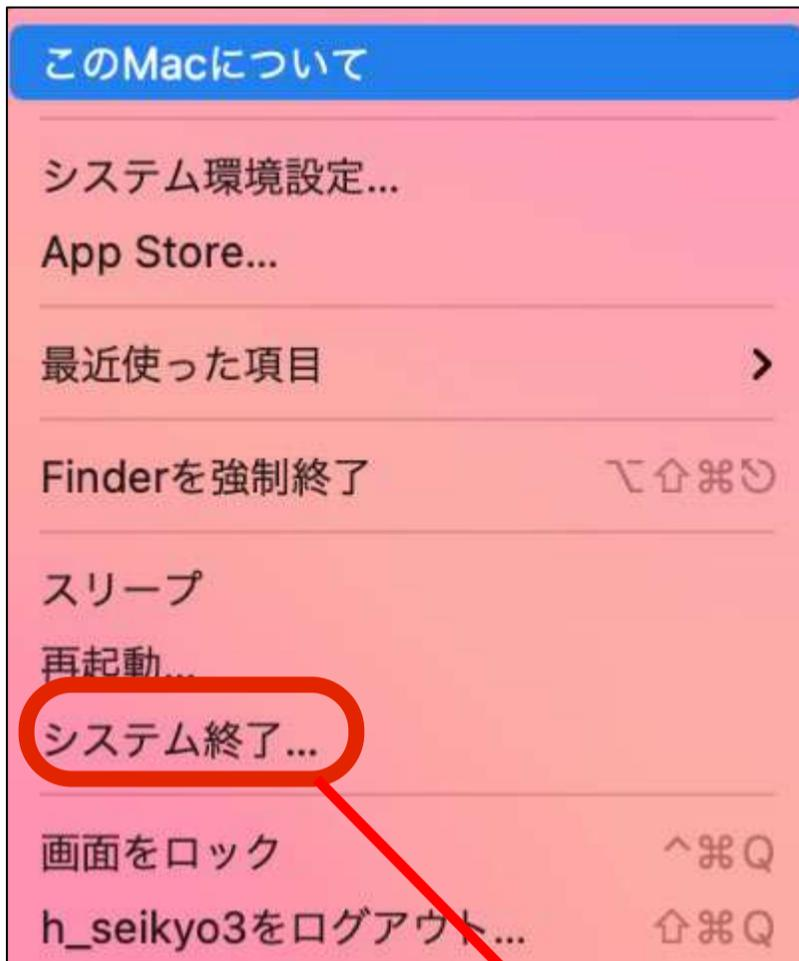 このMacについて
システム環境設定...
App Store...
最近使った項目 >
Finderを強制終了 ⌥⇧⌘⎋
スリープ
再起動...
システム終了...
画面をロック ^⌘Q
h_seikyo3をログアウト... ⇧⌘Q